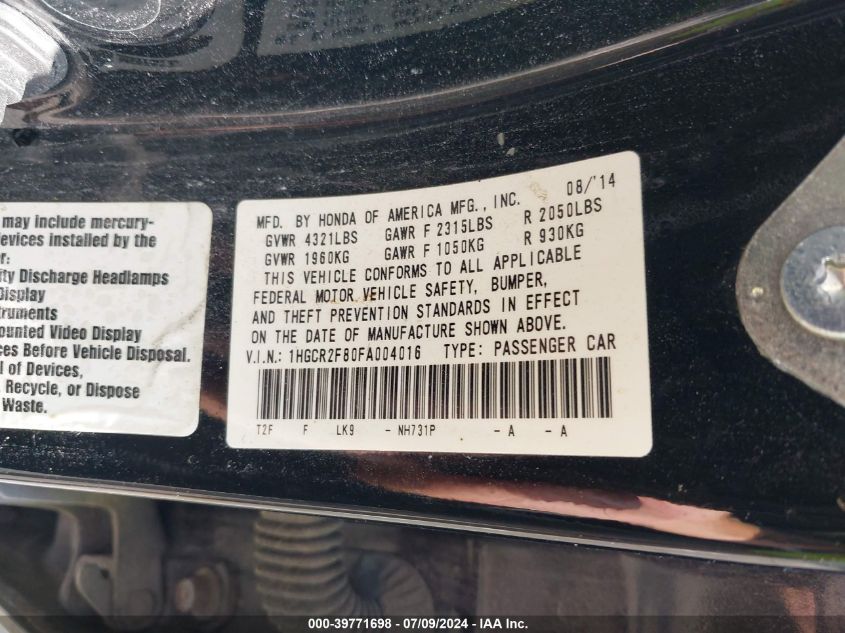 may include mercury-
evices installed by the
r:
ity Discharge Headlamps
Display
truments
ounted Video Display
ces Before Vehicle Disposal.
l of Devices,
, Recycle, or Dispose
Waste.
MFD. BY HONDA OF AMERICA MFG., INC. 08/'14
GVWR 4321LBS GAWR F 2315LBS R 2050LBS
GVWR 1960KG GAWR F 1050KG R 930KG
THIS VEHICLE CONFORMS TO ALL APPLICABLE
FEDERAL MOTOR VEHICLE SAFETY, BUMPER,
AND THEFT PREVENTION STANDARDS IN EFFECT
ON THE DATE OF MANUFACTURE SHOWN ABOVE.
V.I.N.: 1HGCR2F80FA004016 TYPE: PASSENGER CAR
T2F F LK9 - NH731P - A - A
000-39771698 - 07/09/2024 - IAA Inc.